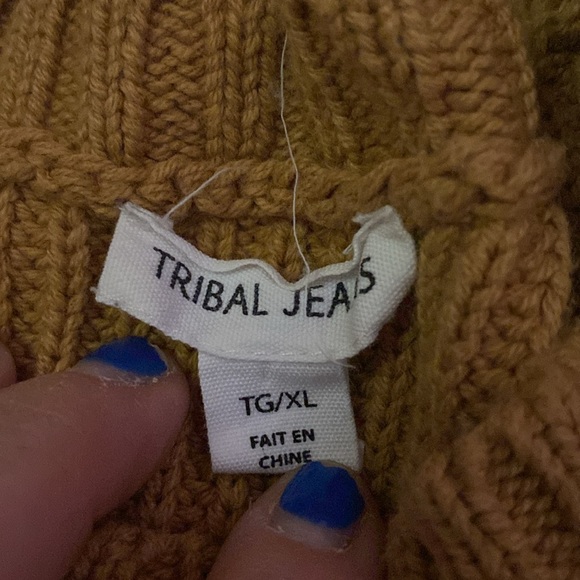 TRIBAL JEANS
TG/XL
FAIT EN
CHINE